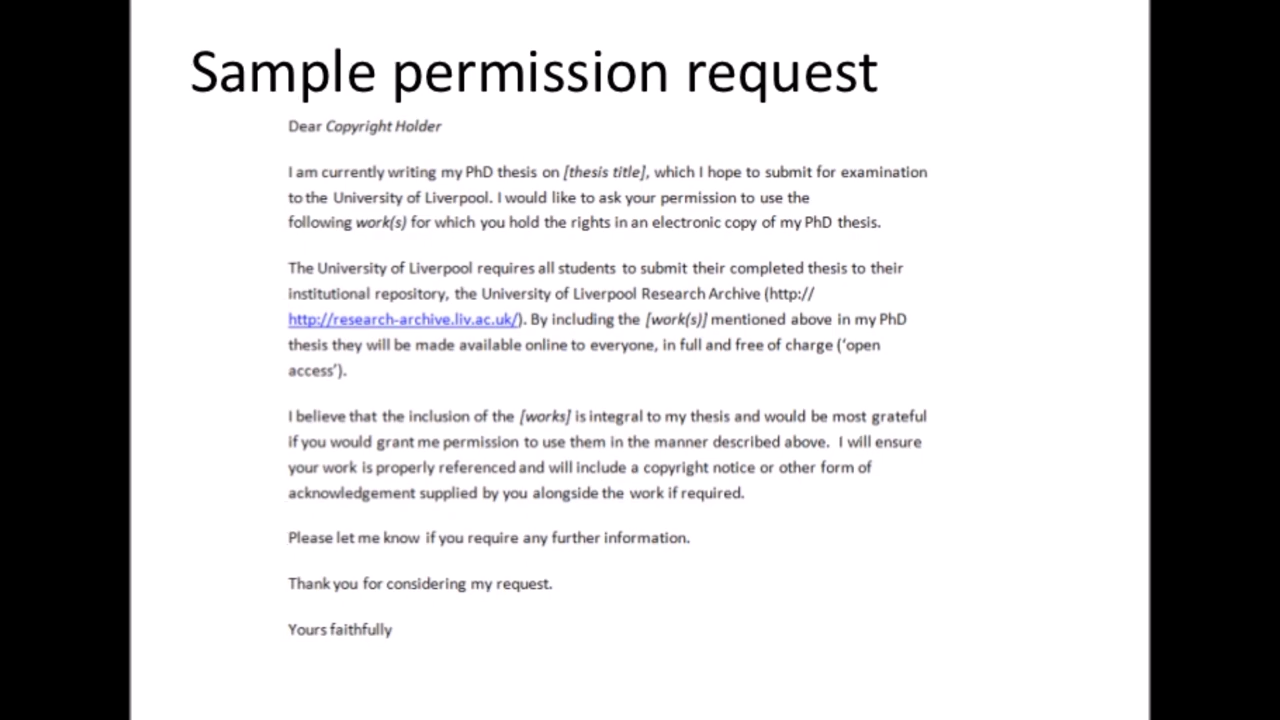 Sample permission request
Dear Copyright Holder
I am currently writing my PhD thesis on [thesis title], which I hope to submit for examination
to the University of Liverpool. I would like to ask your permission to use the
following work(s) for which you hold the rights in an electronic copy of my PhD thesis.
The University of Liverpool requires all students to submit their completed thesis to their
institutional repository, the University of Liverpool Research Archive (http://
http://research-archive.liv.ac.uk/). By including the [work(s)] mentioned above in my PhD
thesis they will be made available online to everyone, in full and free of charge (‘open
access’).
I believe that the inclusion of the [works] is integral to my thesis and would be most grateful
if you would grant me permission to use them in the manner described above.  I will ensure
your work is properly referenced and will include a copyright notice or other form of
acknowledgement supplied by you alongside the work if required.
Please let me know if you require any further information.
Thank you for considering my request.
Yours faithfully